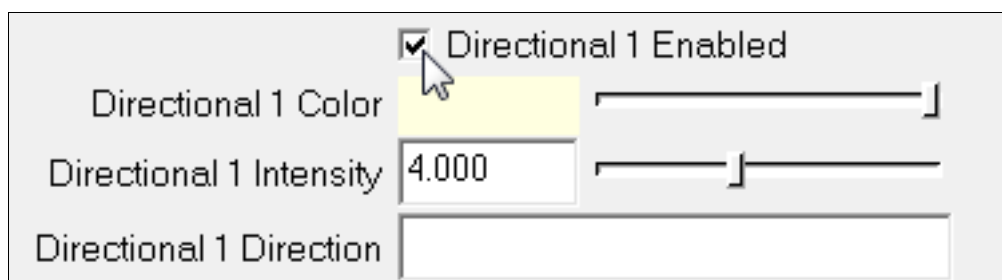 Directional 1 Enabled
Directional 1 Color
Directional 1 Intensity 4.000
Directional 1 Direction